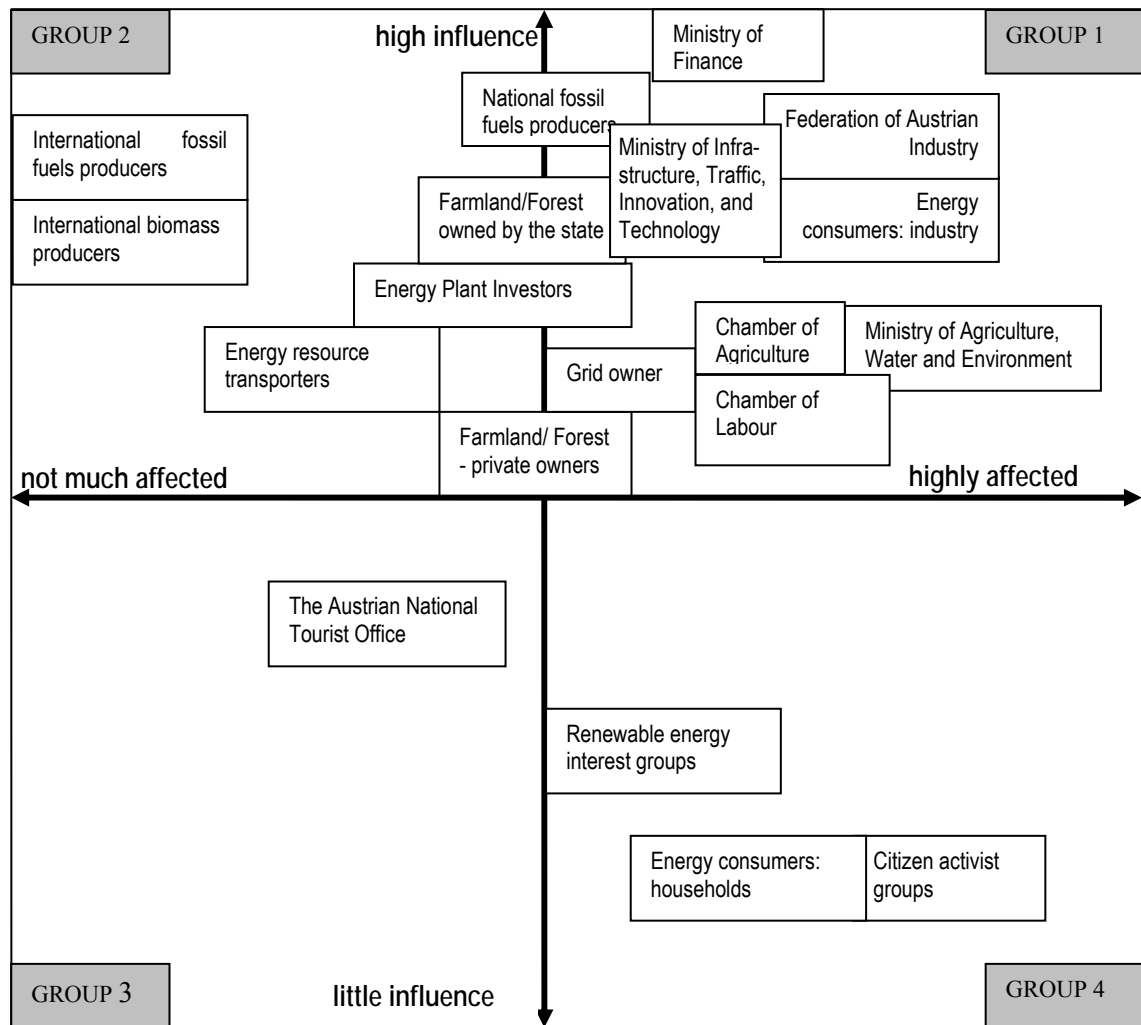 GROUP 2
high influence
Ministry of
Finance
GROUP 1
National fossil
fuels producers
Federation of Austrian
Industry
International fossil
fuels producers
Ministry of Infra-
structure, Traffic,
Innovation, and
Technology
Farmland/Forest
owned by the state
Energy
consumers: industry
International biomass
producers
Energy Plant Investors
Chamber of
Agriculture
Ministry of Agriculture,
Water and Environment
Energy resource
transporters
Grid owner
Chamber of
Labour
Farmland/ Forest
- private owners
not much affected
highly affected
The Austrian National
Tourist Office
Renewable energy
interest groups
Energy consumers:
households
Citizen activist
groups
GROUP 3
little influence
GROUP 4